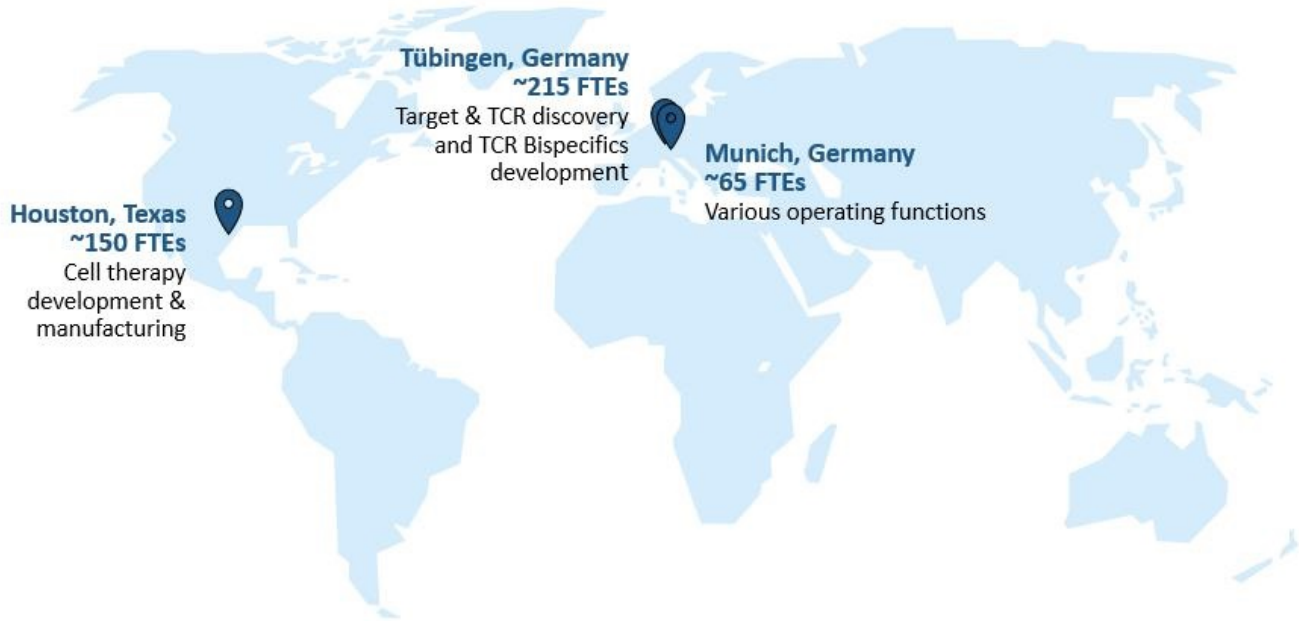 Tübingen, Germany
~215 FTEs
Target & TCR discovery
and TCR Bispecifics
development
Munich, Germany
~65 FTEs
Various operating functions
Houston, Texas
~150 FTEs
Cell therapy
development &
manufacturing